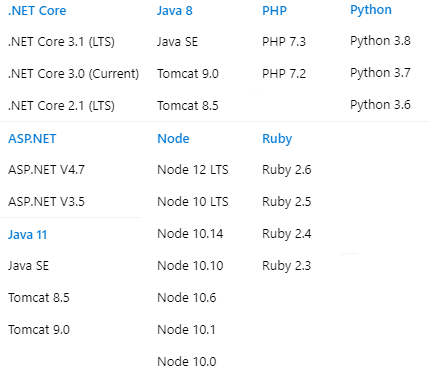 .NET Core
.NET Core 3.1 (LTS)
.NET Core 3.0 (Current)
.NET Core 2.1 (LTS)
Java 8
Java SE
Tomcat 9.0
Tomcat 8.5
PHP
PHP 7.3
PHP 7.2
Python
Python 3.8
Python 3.7
Python 3.6
ASP.NET
ASP.NET V4.7
ASP.NET V3.5
Java 11
Java SE
Tomcat 8.5
Tomcat 9.0
Node
Node 12 LTS
Node 10 LTS
Node 10.14
Node 10.10
Node 10.6
Node 10.1
Node 10.0
Ruby
Ruby 2.6
Ruby 2.5
Ruby 2.4
Ruby 2.3